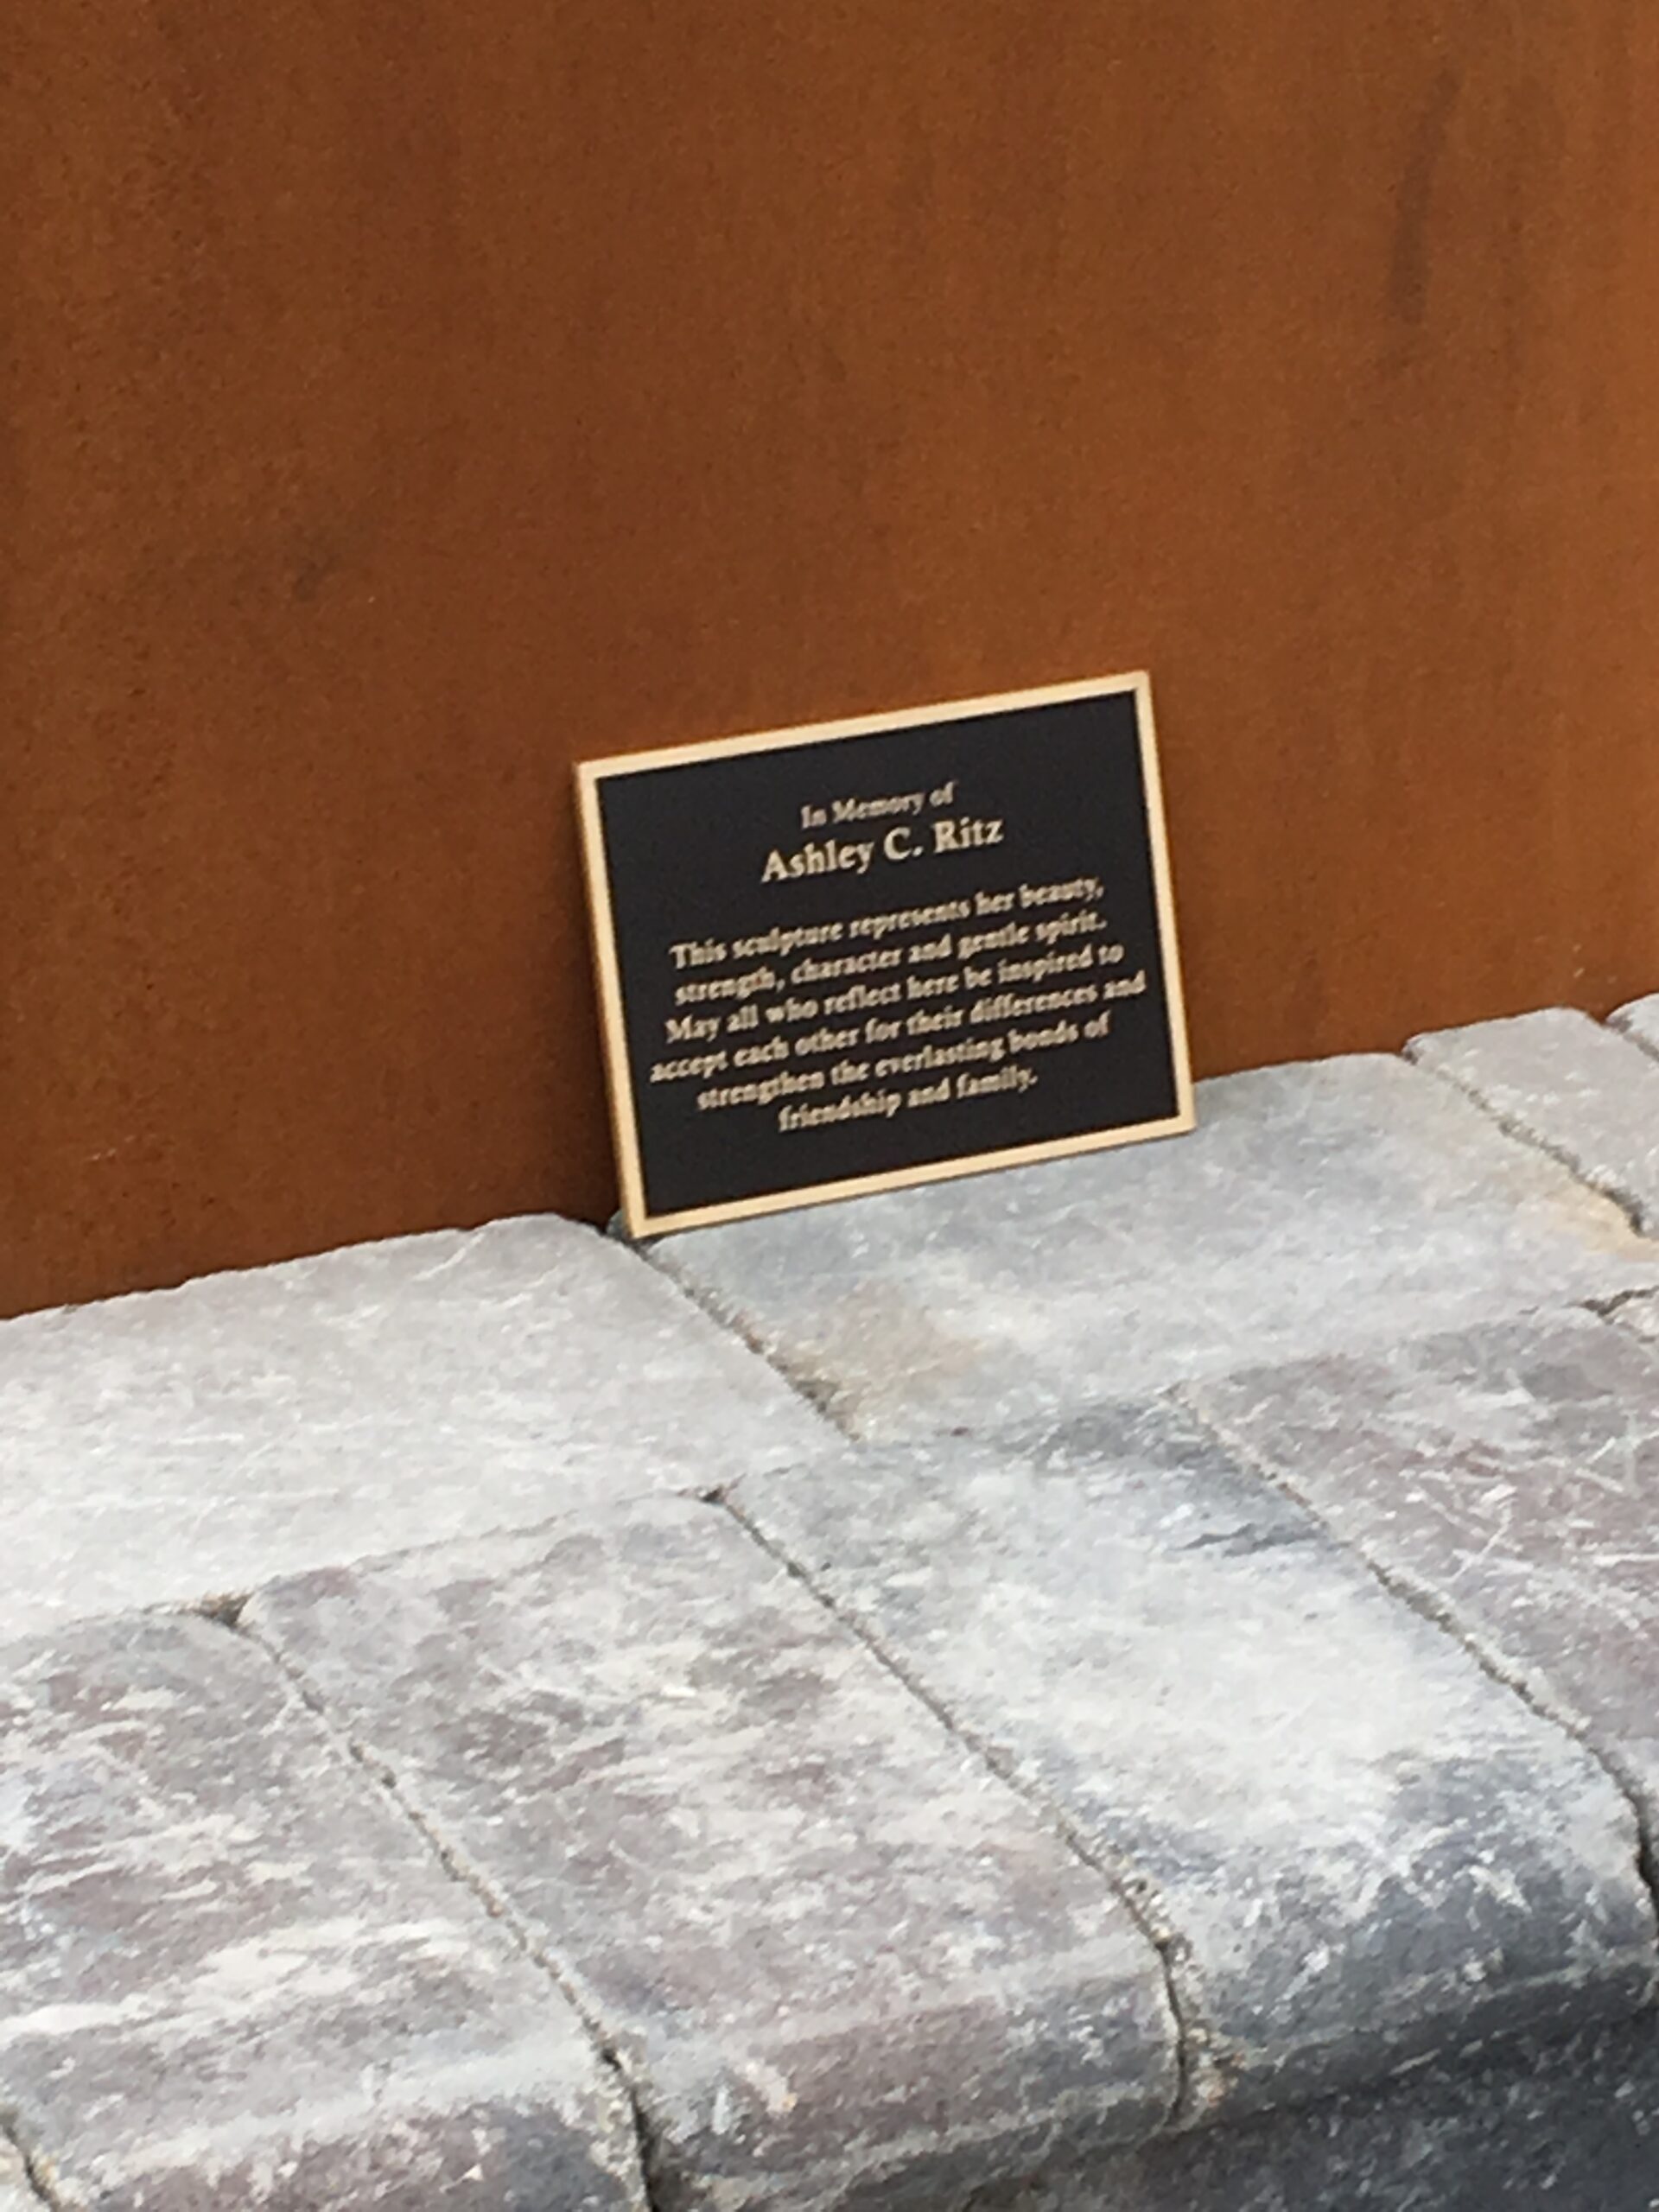 In Memory of
Ashley C. Ritz
This sculpture represents her beauty,
strength, character and gentle spirit.
May all who reflect here be inspired to
accept each other for their differences and
strengthen the everlasting bonds of
friendship and family.